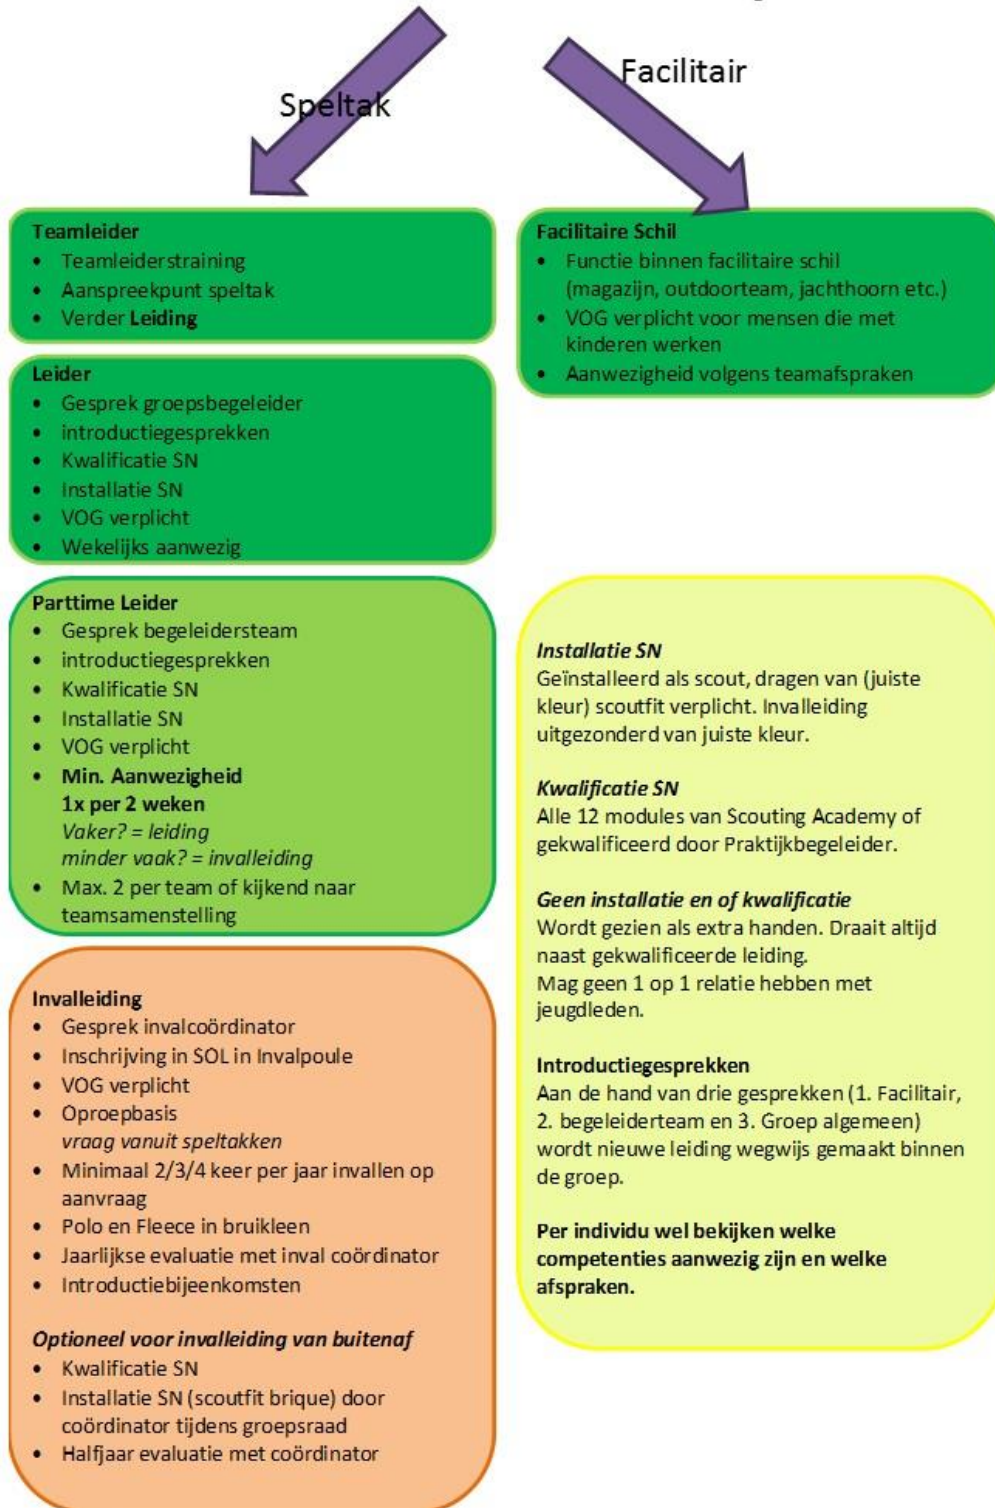 Speltak
Facilitair
Teamleider
• Teamleiderstraining
• Aanspreekpunt speltak
• Verder Leiding
Leider
• Gesprek groepsbegeleider
• introductiegesprekken
• Kwalificatie SN
• Installatie SN
• VOG verplicht
• Wekelijks aanwezig
Parttime Leider
• Gesprek begeleidersteam
• introductiegesprekken
• Kwalificatie SN
• Installatie SN
• VOG verplicht
• Min. Aanwezigheid
1x per 2 weken
Vaker? = leiding
minder vaak? = invalleiding
• Max. 2 per team of kijkend naar
teamsamenstelling
Invalleiding
• Gesprek invalcoördinator
• Inschrijving in SOL in Invalpoule
• VOG verplicht
• Oproepbasis
vraag vanuit speltakken
• Minimaal 2/3/4 keer per jaar invallen op
aanvraag
• Polo en Fleece in bruikleen
• Jaarlijkse evaluatie met inval coördinator
• Introductiebijeenkomsten
Optioneel voor invalleiding van buitenaf
• Kwalificatie SN
• Installatie SN (scoutfit brique) door
coördinator tijdens groepsraad
• Halfjaar evaluatie met coördinator
Facilitaire Schil
• Functie binnen facilitaire schil
(magazijn, outdoorteam, jachthoorn etc.)
• VOG verplicht voor mensen die met
kinderen werken
• Aanwezigheid volgens teamafspraken
Installatie SN
Geïnstalleerd als scout, dragen van (juiste
kleur) scoutfit verplicht. Invalleiding
uitgezonderd van juiste kleur.
Kwalificatie SN
Alle 12 modules van Scouting Academy of
gekwalificeerd door Praktijkbegeleider.
Geen installatie en of kwalificatie
Wordt gezien als extra handen. Draait altijd
naast gekwalificeerde leiding.
Mag geen 1 op 1 relatie hebben met
jeugdleden.
Introductiegesprekken
Aan de hand van drie gesprekken (1. Facilitair,
2. begeleiderteam en 3. Groep algemeen)
wordt nieuwe leiding wegwijs gemaakt binnen
de groep.
Per individu wel bekijken welke
competenties aanwezig zijn en welke
afspraken.